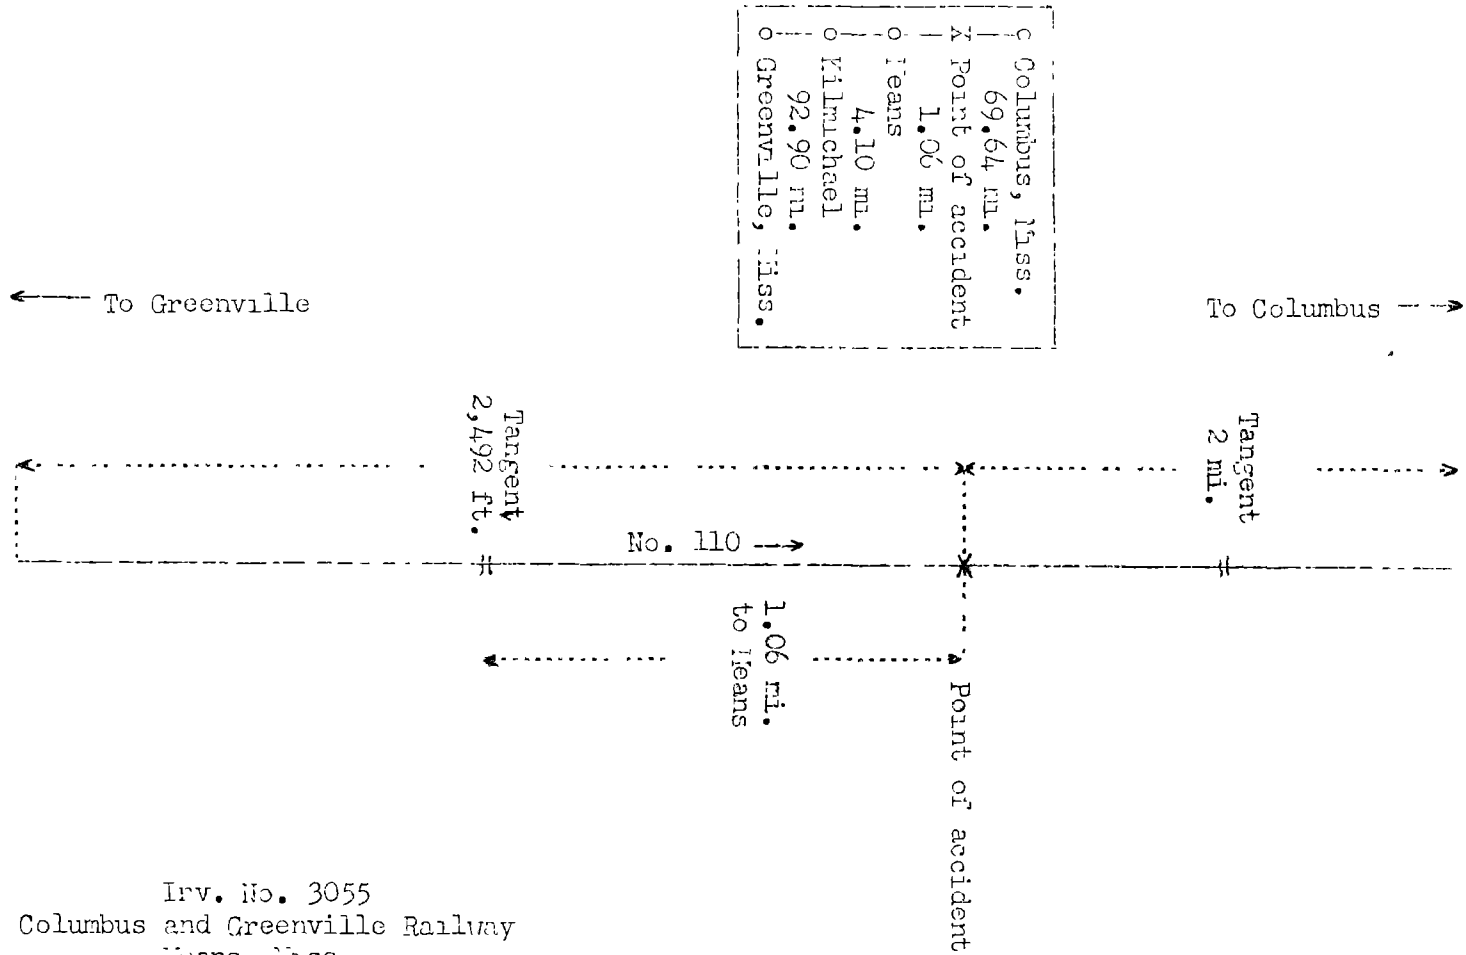 Columbus, Miss.
69.64 mi.
Point of accident
1.06 mi.
Means
4.10 mi.
Kilmichael
92.90 mi.
Greenville, Miss.
To Greenville
To Columbus
Tangent
2,492 ft.
Tangent
2 mi.
No. 110
1.06 mi.
to Means
Point of accident
Inv. No. 3055
Columbus and Greenville Railway